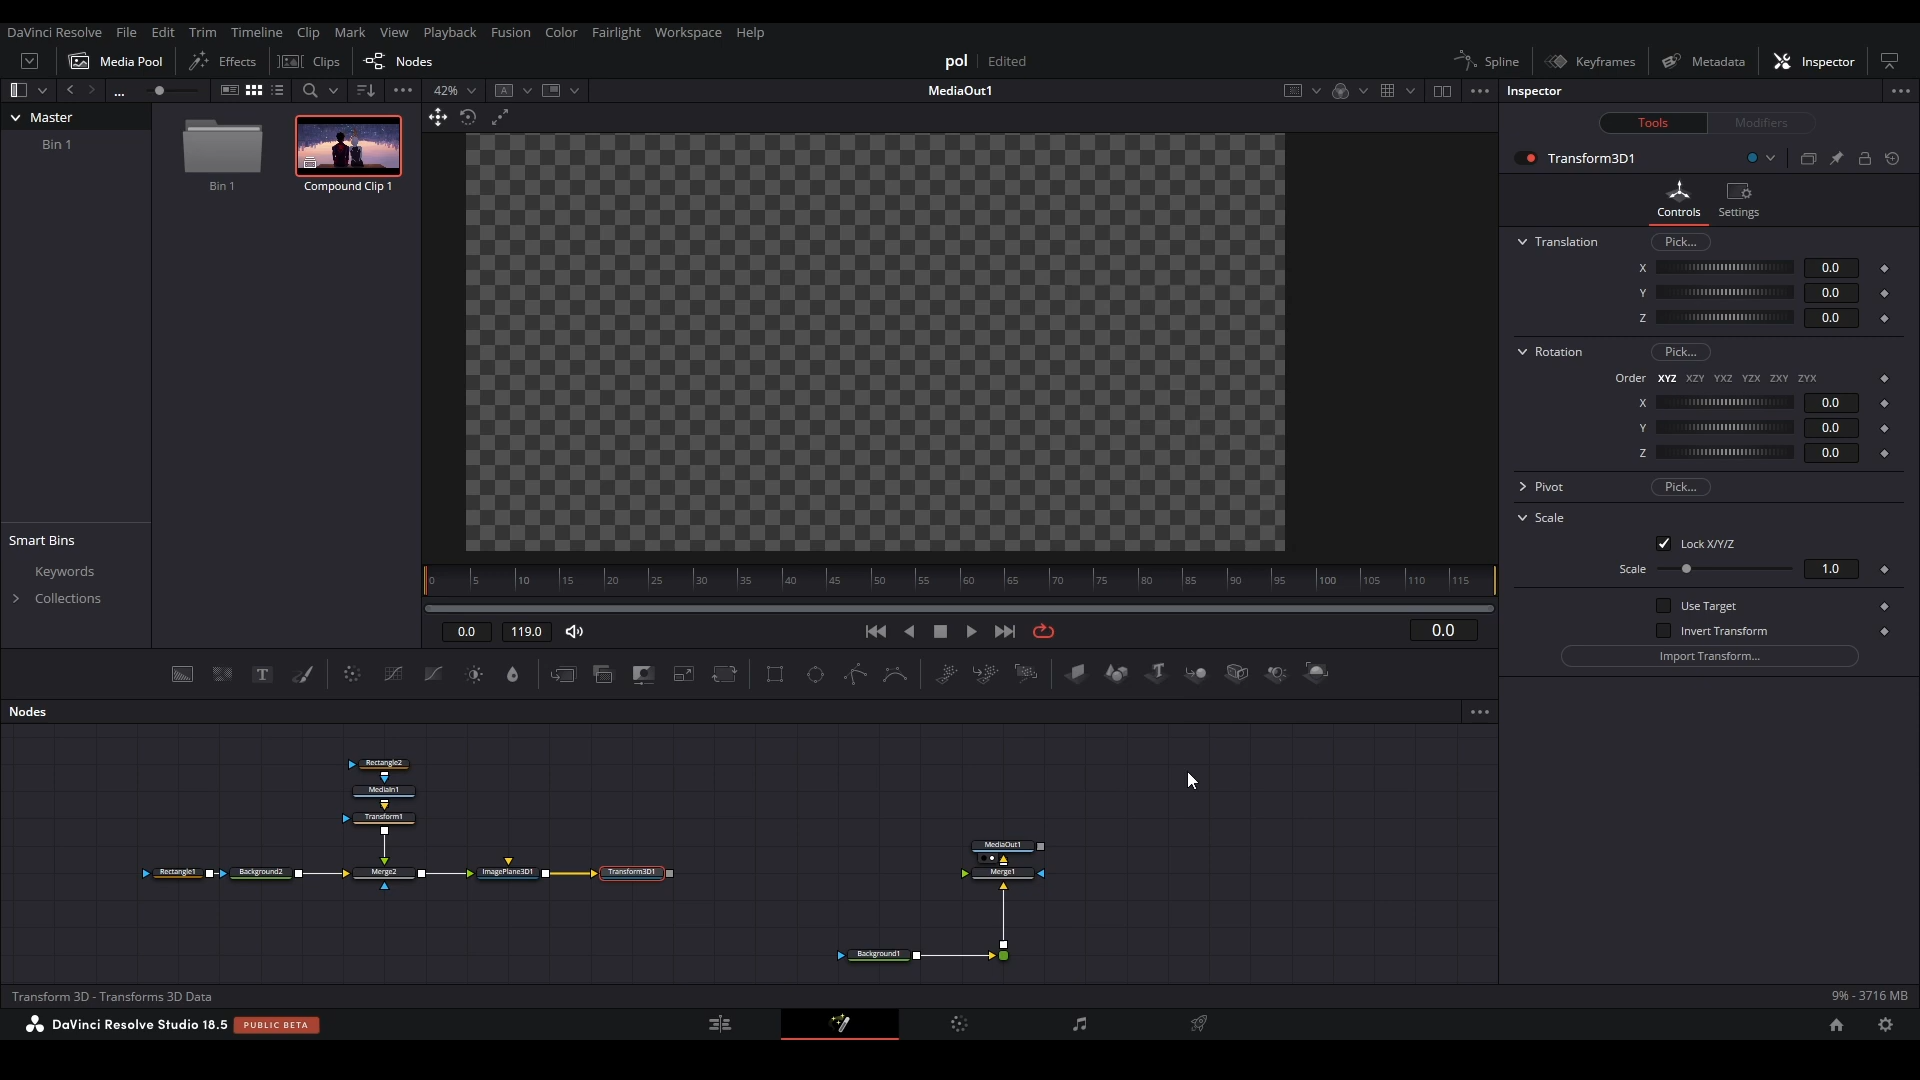 DaVinci Resolve File Edit Trim Timeline Clip Mark View Playback Fusion Color Fairlight Workspace Help
Media Pool Effects Clips Nodes pol Edited Spline Keyframes Metadata Inspector
... 42% A MediaOut1 Inspector
Master
Bin 1
Bin 1
Compound Clip 1
Smart Bins
Keywords
Collections
0 5 10 15 20 25 30 35 40 45 50 55 60 65 70 75 80 85 90 95 100 105 110 115
0.0 119.0 0.0
Tools Modifiers
Transform3D1
Controls Settings
Translation Pick...
X 0.0
Y 0.0
Z 0.0
Rotation Pick...
Order XYZ XZY YXZ YZX ZXY ZYX
X 0.0
Y 0.0
Z 0.0
Pivot Pick...
Scale
Lock X/Y/Z
Scale 1.0
Use Target
Invert Transform
Import Transform...
Nodes
Rectangle2
MediaIn1
Transform1
Rectangle1 Background2 Merge2 ImagePlane3D1 Transform3D1
MediaOut1
Merge1
Background1
Transform 3D - Transforms 3D Data 9% - 3716 MB
DaVinci Resolve Studio 18.5 PUBLIC BETA